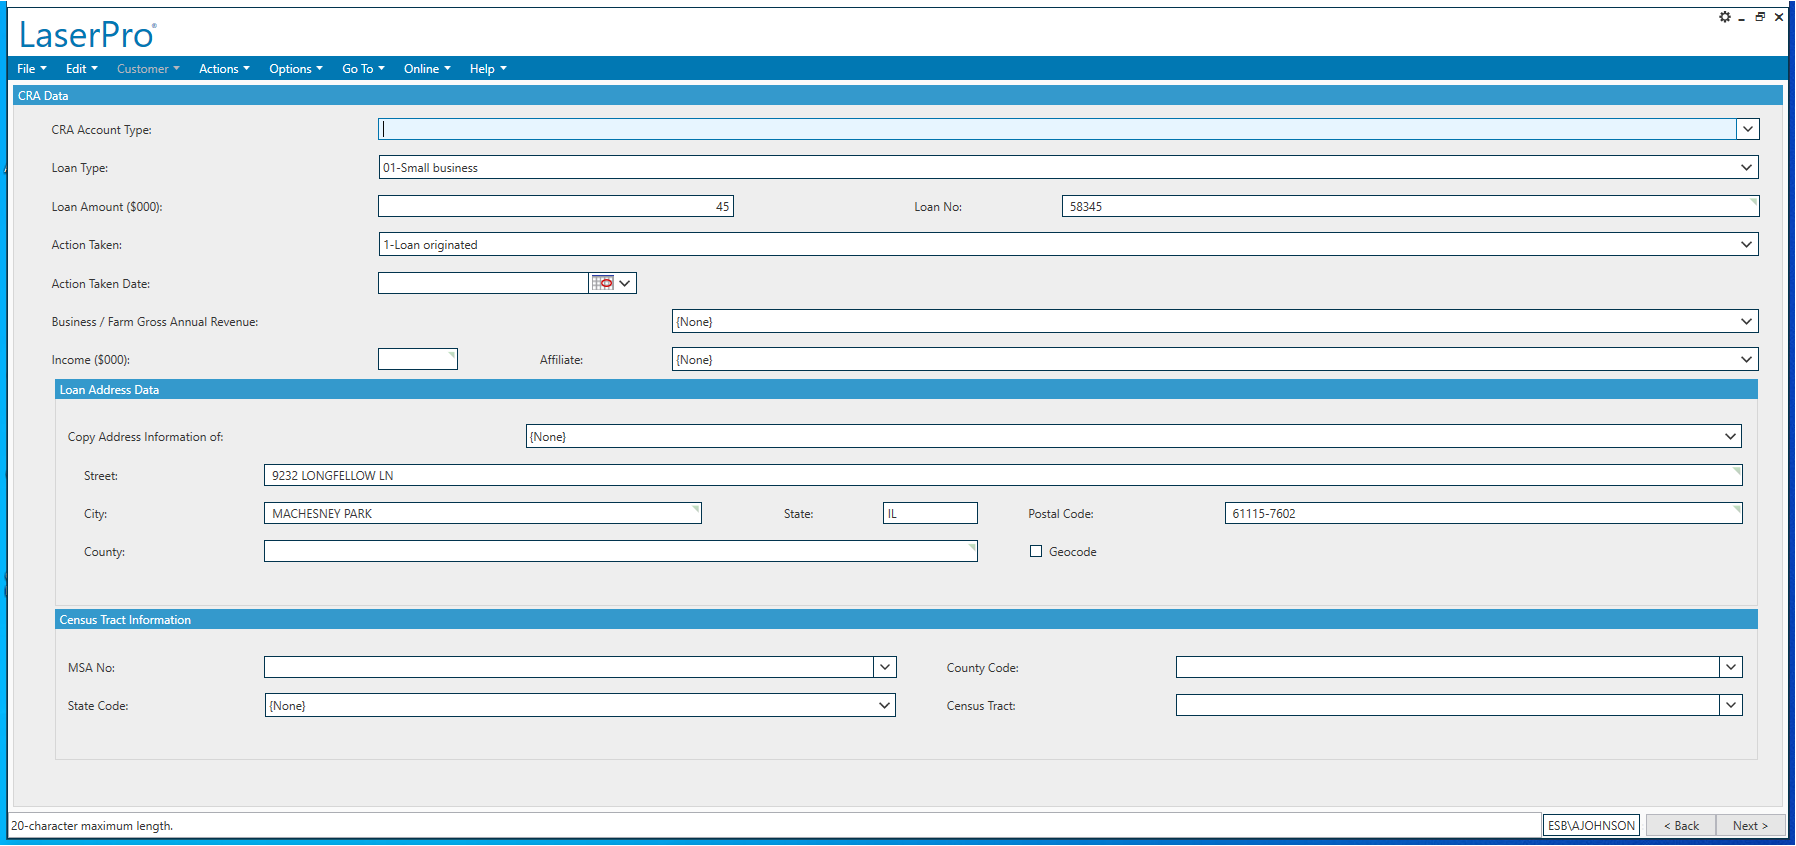 LaserPro®
File Edit Customer Actions Options Go To Online Help
CRA Data
CRA Account Type:
Loan Type: 01-Small business
Loan Amount ($000): 45 Loan No: 58345
Action Taken: 1-Loan originated
Action Taken Date:
Business / Farm Gross Annual Revenue: {None}
Income ($000): Affiliate: {None}
Loan Address Data
Copy Address Information of: {None}
Street: 9232 LONGFELLOW LN
City: MACHESNEY PARK State: IL Postal Code: 61115-7602
County: Geocode
Census Tract Information
MSA No: County Code:
State Code: {None} Census Tract:
20-character maximum length. ESB\AJOHNSON < Back Next >